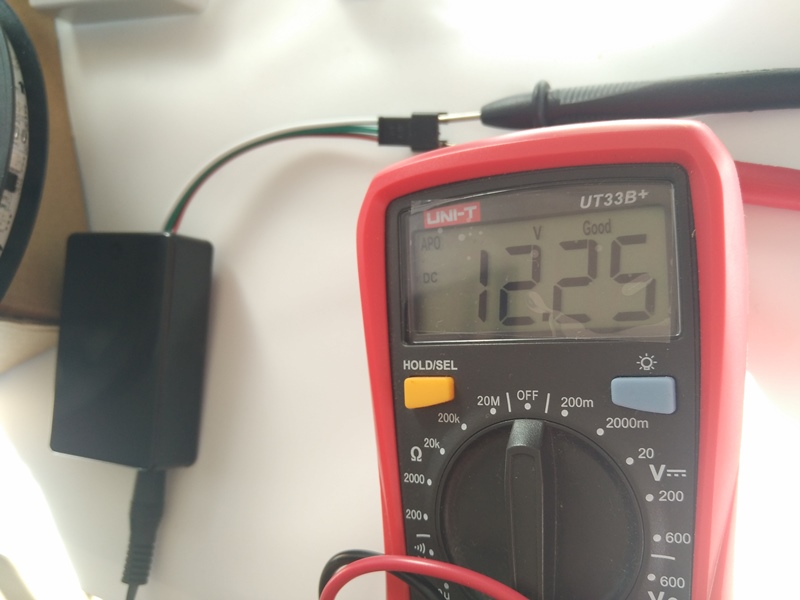 UNI-T UT33B+
APO V Good
DC 12.25
HOLD/SEL
20M OFF 200m
200k 2000m
20k 20
Ω V
2000 200
200 600
600